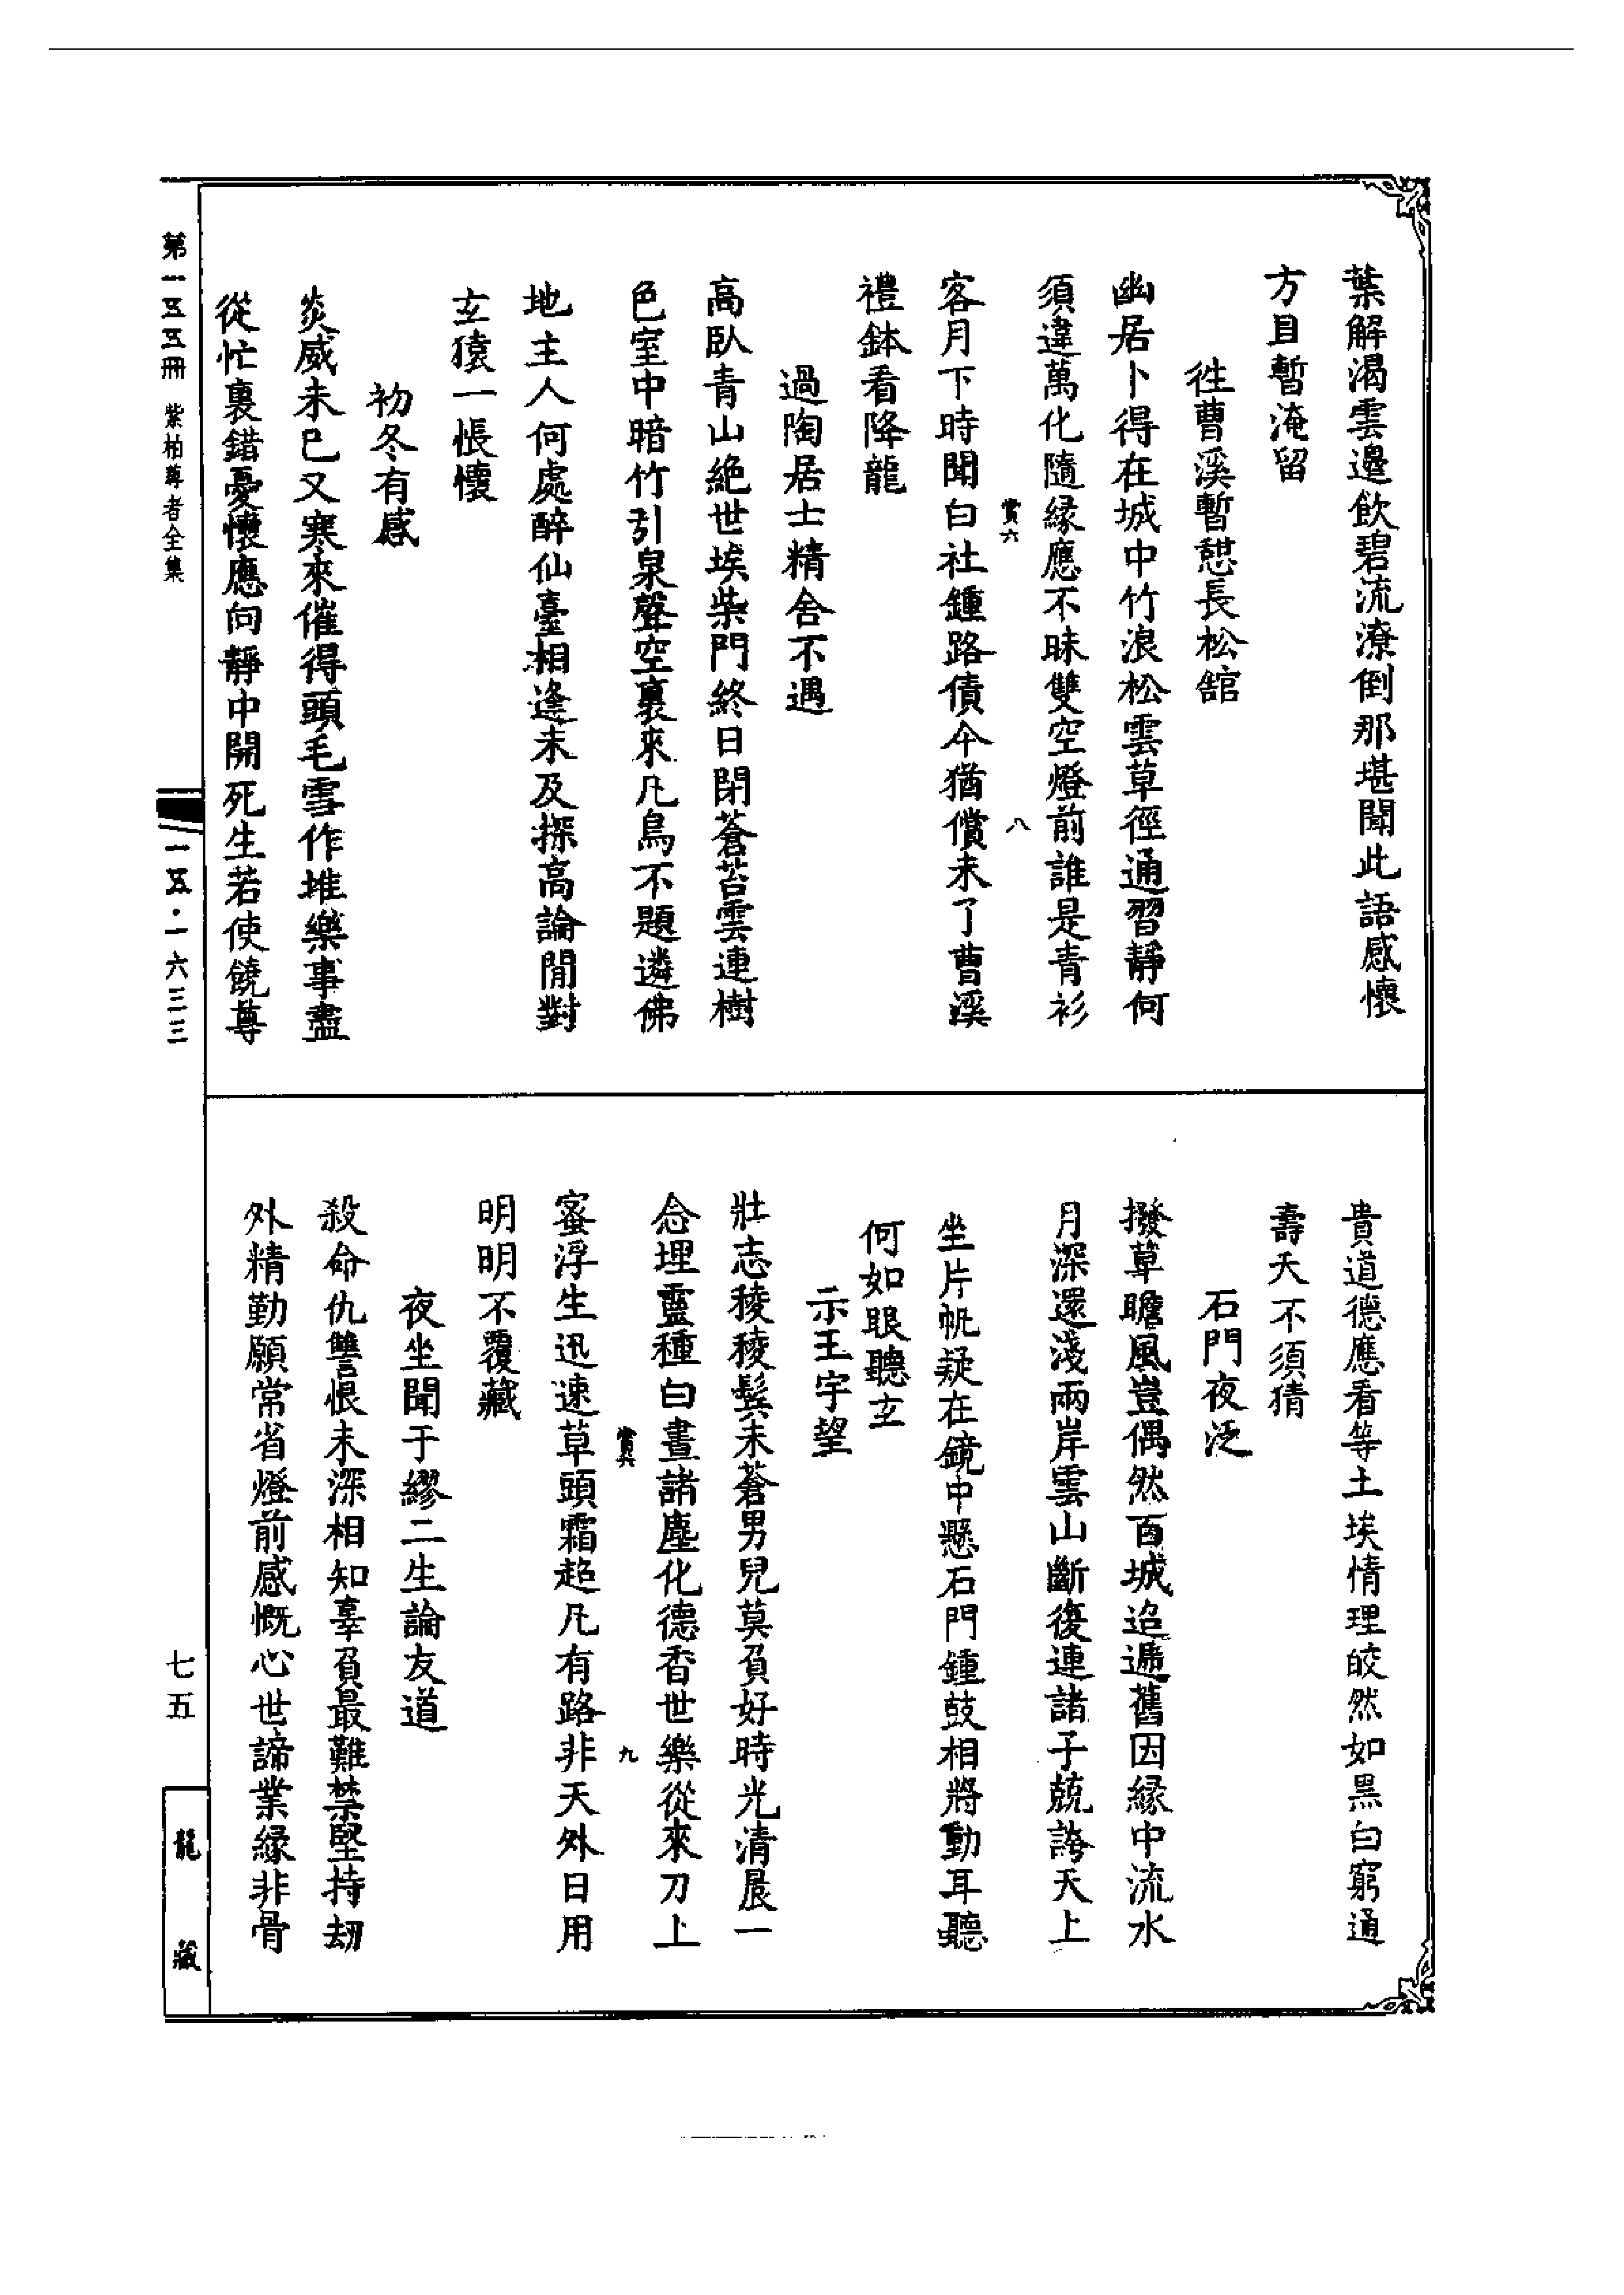 葉解渴雲邊飲碧流潦倒那堪聞此語感懷
方且暫淹留
徃曹溪暫憩長松舘
幽居卜得在城中竹浪松雲草徑通習靜何
須違萬化隨緣應不昧雙空燈前誰是青衫
賞六
八
客月下時聞白社鍾路債今猶償未了曹溪
禮鉢看降龍
過陶居士精舍不遇
高臥青山絶世埃柴門終日閉蒼苔雲連樹
色室中暗竹引泉聲空裏來凡鳥不題遴佛
地主人何處醉仙臺相逢未及探高論閒對
玄猿一悵懷
初冬有感
炎威未已又寒來催得頭毛雪作堆樂事盡
從忙裏錯憂懷應向靜中開死生若使饒尊
貴道德應看等土埃情理皎然如黑白窮通
壽夭不須猜
石門夜泛
撥草瞻風豈偶然百城迢遞舊因緣中流水
月深還淺兩岸雲山斷復連諸子兢誇天上
坐片帆疑在鏡中懸石門鍾鼓相將動耳聽
何如眼聽玄
示王宇望
壯志稜稜鬂未蒼男兒莫負好時光清晨一
念埋靈種白晝諸塵化德香世樂從來刀上
賞六
九
蜜浮生迅速草頭霜超凡有路非天外日用
明明不覆藏
夜坐聞于繆二生論友道
殺命仇讐恨未深相知辜負最難禁堅持刼
外精勤願常省燈前感慨心世諦業緣非骨
第一五五冊 紫柏尊者全集
一五五·一六三三
七五
龍藏